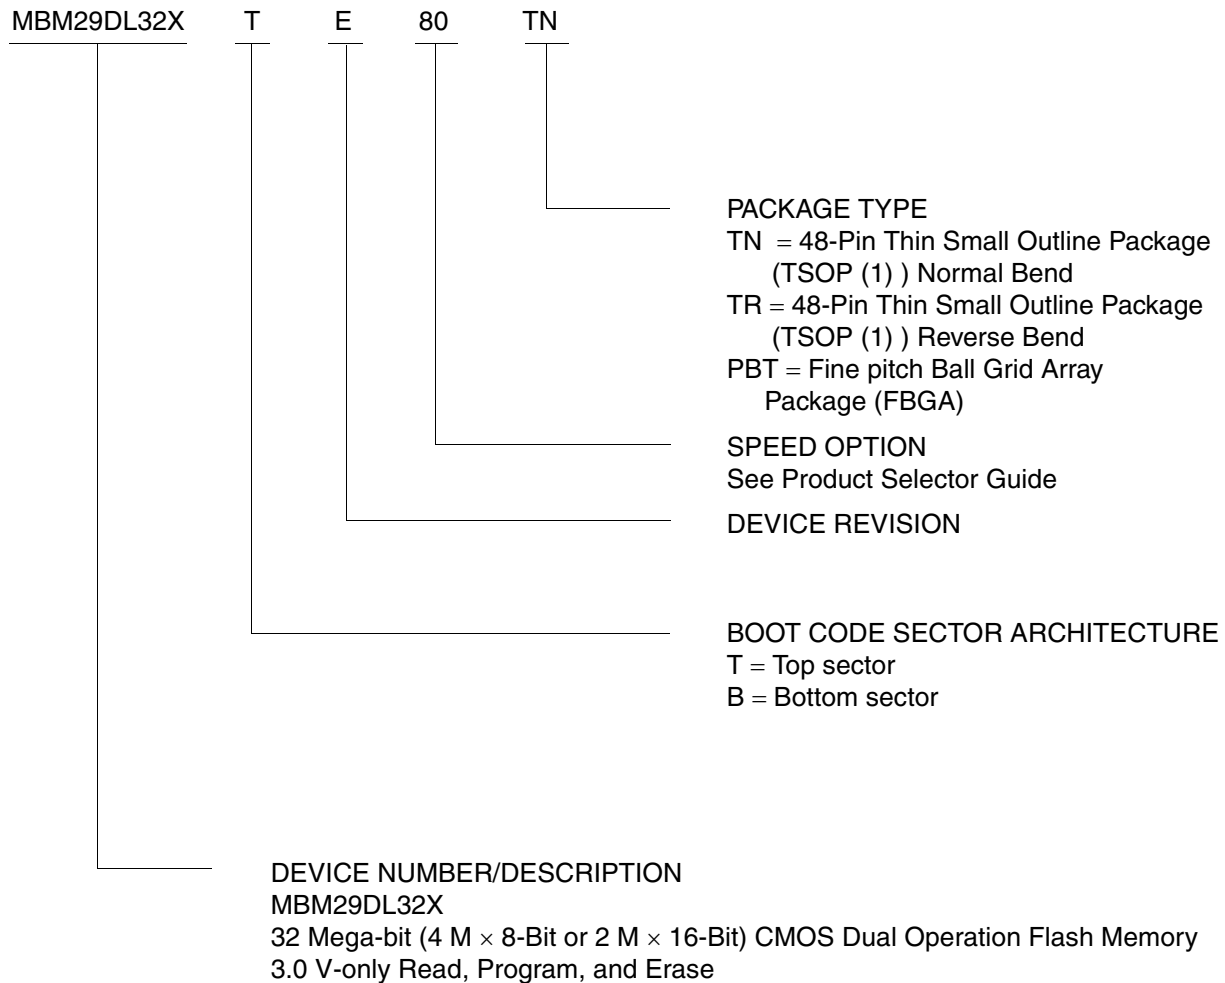 MBM29DL32X T E 80 TN
PACKAGE TYPE
TN = 48-Pin Thin Small Outline Package
(TSOP (1) ) Normal Bend
TR = 48-Pin Thin Small Outline Package
(TSOP (1) ) Reverse Bend
PBT = Fine pitch Ball Grid Array
Package (FBGA)
SPEED OPTION
See Product Selector Guide
DEVICE REVISION
BOOT CODE SECTOR ARCHITECTURE
T = Top sector
B = Bottom sector
DEVICE NUMBER/DESCRIPTION
MBM29DL32X
32 Mega-bit (4 M × 8-Bit or 2 M × 16-Bit) CMOS Dual Operation Flash Memory
3.0 V-only Read, Program, and Erase